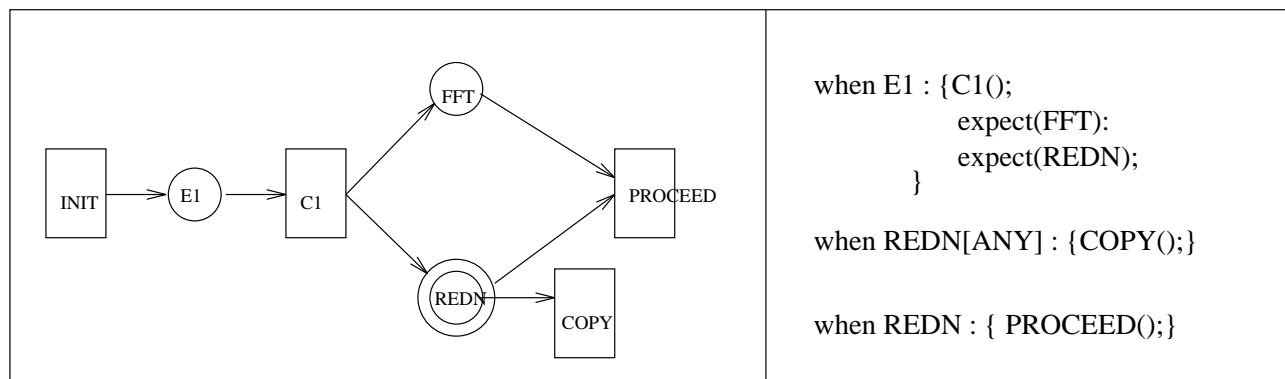 FFT
INIT
E1
C1
PROCEED
REDN
COPY
when E1 : {C1();
expect(FFT):
expect(REDN);
}
when REDN[ANY] : {COPY();}
when REDN : { PROCEED();}